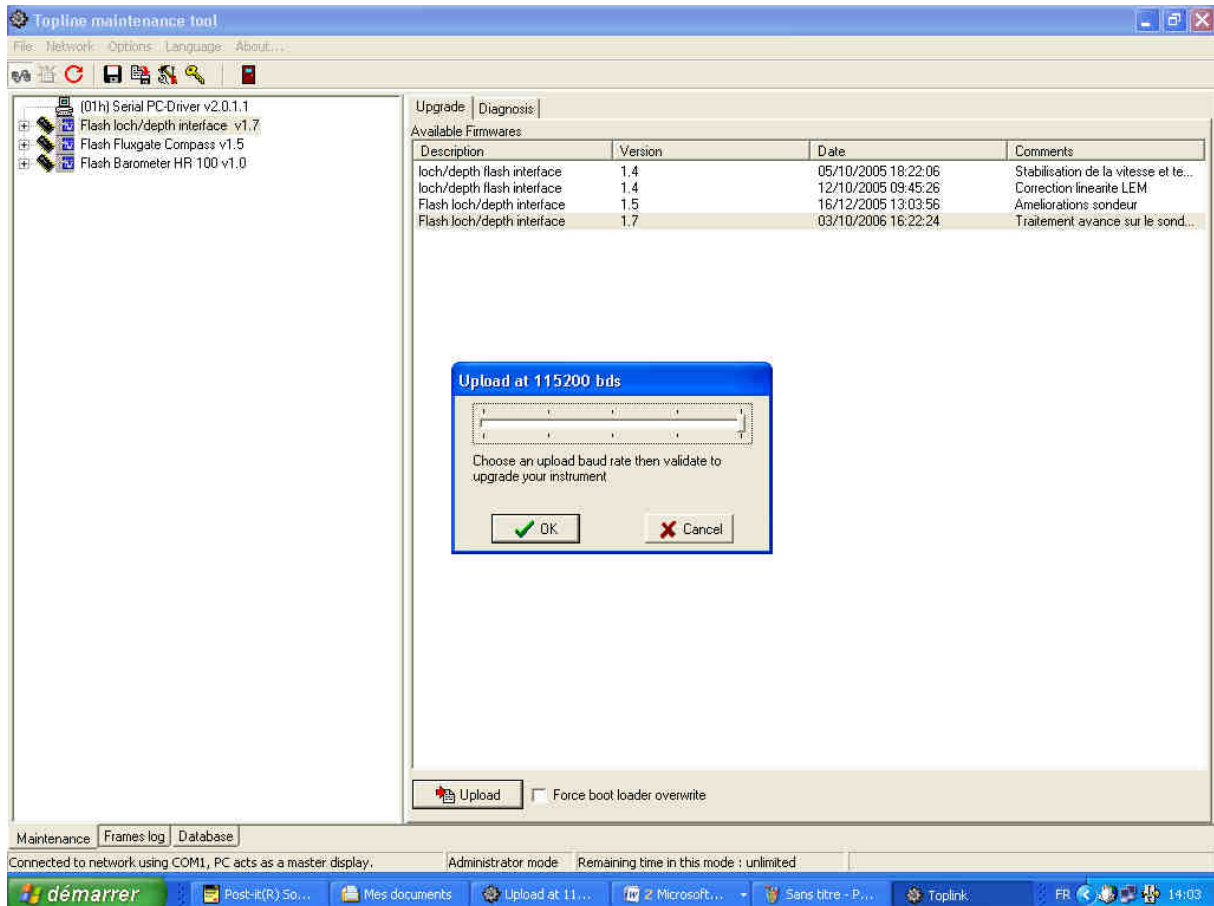 Topline maintenance tool
File Network Options Language About...
(01h) Serial PC-Driver v2.0.1.1
Flash loch/depth interface v1.7
Flash Fluxgate Compass v1.5
Flash Barometer HR 100 v1.0
Upgrade Diagnosis
Available Firmwares
Description Version Date Comments
loch/depth flash interface 1.4 05/10/2005 18:22:06 Stabilisation de la vitesse et te...
loch/depth flash interface 1.4 12/10/2005 09:45:26 Correction linearite LEM
Flash loch/depth interface 1.5 16/12/2005 13:03:56 Ameliorations sondeur
Flash loch/depth interface 1.7 03/10/2006 16:22:24 Traitement avance sur le sond...
Upload at 115200 bds
Choose an upload baud rate then validate to
upgrade your instrument
OK Cancel
Upload Force boot loader overwrite
Maintenance Frames log Database
Connected to network using COM1, PC acts as a master display. Administrator mode Remaining time in this mode : unlimited
démarrer Post-it(R) So... Mes documents Upload at 11... 2 Microsoft... Sans titre - P... Toplink FR 14:03